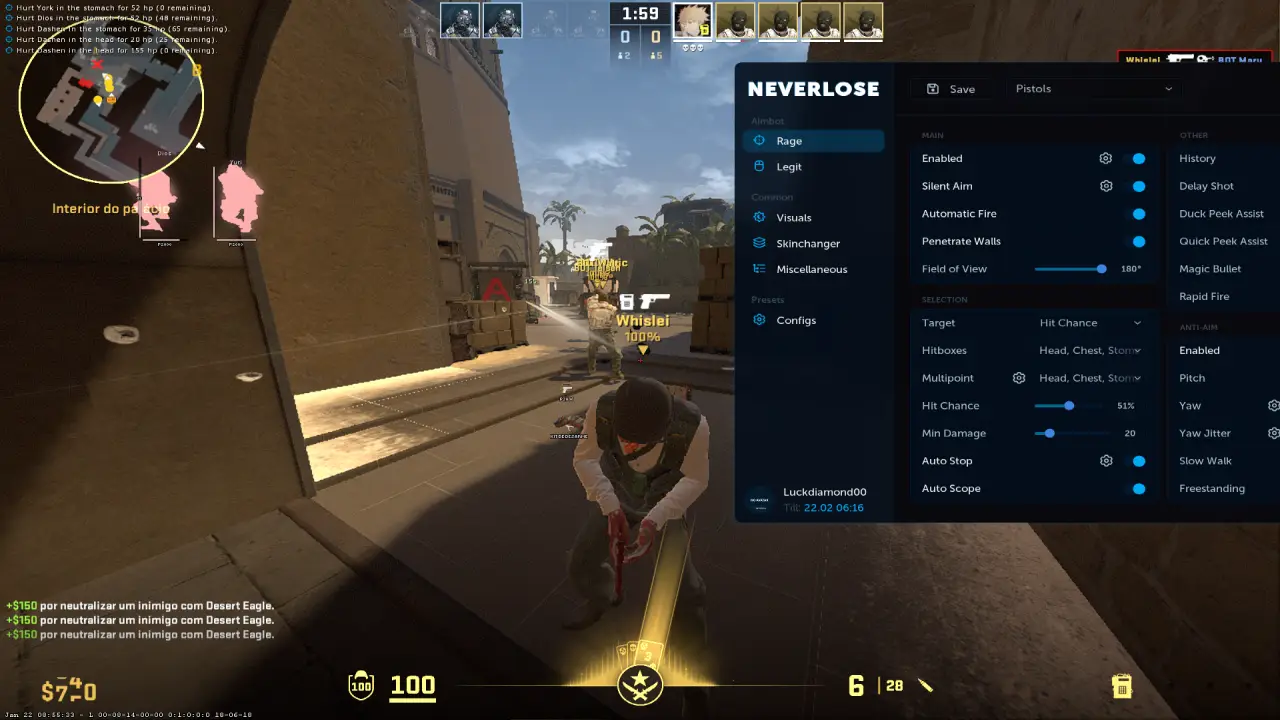 Hurt York in the stomach for 52 hp (0 remaining).
Hurt Dios in the stomach for 52 hp (48 remaining).
Hurt Dashen in the stomach for 35 hp (65 remaining).
Hurt Dashen in the head for 20 hp (25 remaining).
Hurt Dashen in the head for 155 hp (0 remaining).
1:59
0 0
2 5
B
B
Whislei BOT Maru
Dios
Yuri
P2000 P2000
Interior do palácio
A
Whislei
100%
NEVERLOSE
Aimbot
Rage
Legit
Common
Visuals
Skinchanger
Miscellaneous
Presets
Configs
Luckdiamond00
Till: 22.02 06:16
Save
Pistols
MAIN
Enabled
Silent Aim
Automatic Fire
Penetrate Walls
Field of View 180°
SELECTION
Target Hit Chance
Hitboxes Head, Chest, Stom
Multipoint Head, Chest, Stom
Hit Chance 51%
Min Damage 20
Auto Stop
Auto Scope
OTHER
History
Delay Shot
Duck Peek Assist
Quick Peek Assist
Magic Bullet
Rapid Fire
ANTI-AIM
Enabled
Pitch
Yaw
Yaw Jitter
Slow Walk
Freestanding
+$150 por neutralizar um inimigo com Desert Eagle.
+$150 por neutralizar um inimigo com Desert Eagle.
+$150 por neutralizar um inimigo com Desert Eagle.
100 100
3
6 | 28